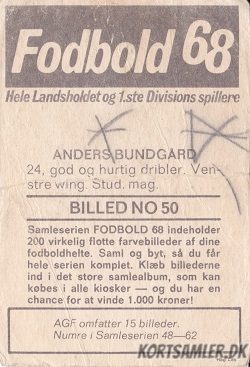 Fodbold 68
Hele Landsholdet og 1.ste Divisions spillere
ANDERS BUNDGÅRD
24, god og hurtig dribler. Ven-
stre wing. Stud. mag.
BILLED NO 50
Samleserien FODBOLD 68 indeholder
200 virkelig flotte farvebilleder af dine
fodboldhelte. Saml og byt, så du får
hele serien komplet. Klæb billederne
ind i det store samlealbum, som kan
købes i alle kiosker — og du har en
chance for at vinde 1.000 kroner!
AGF omfatter 15 billeder.
Numre i Samleserien 48—62
KORTSAMLER.DK